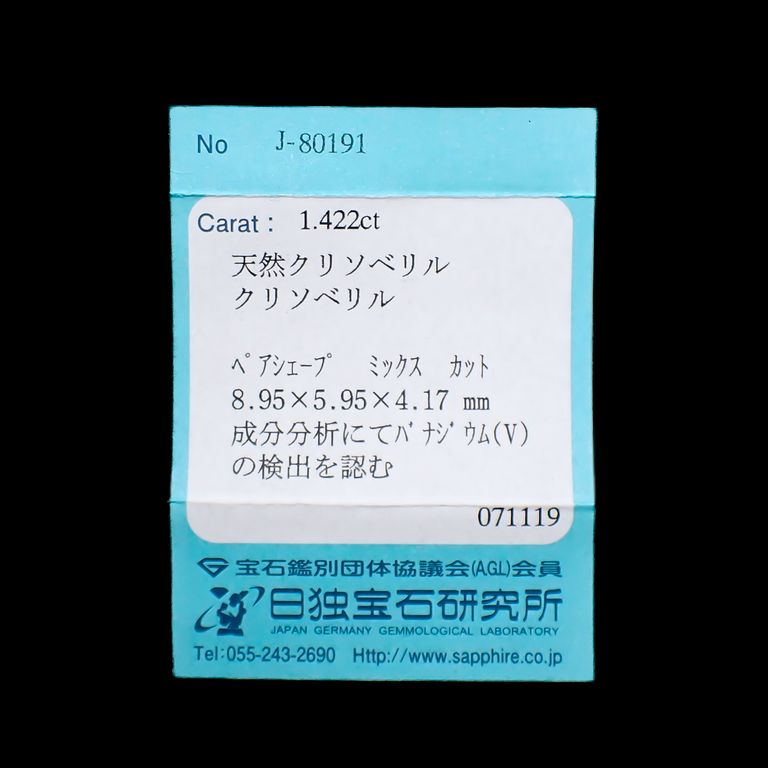 No J-80191
Carat : 1.422ct
天然クリソベリル
クリソベリル
ﾍﾟｱｼｪｰﾌﾟ ﾐｯｸｽ ｶｯﾄ
8.95×5.95×4.17 mm
成分分析にてﾊﾞﾅｼﾞｳﾑ(V)
の検出を認む
071119
宝石鑑別団体協議会(AGL)会員
日独宝石研究所
JAPAN GERMANY GEMMOLOGICAL LABORATORY
Tel:055-243-2690 Http://www.sapphire.co.jp